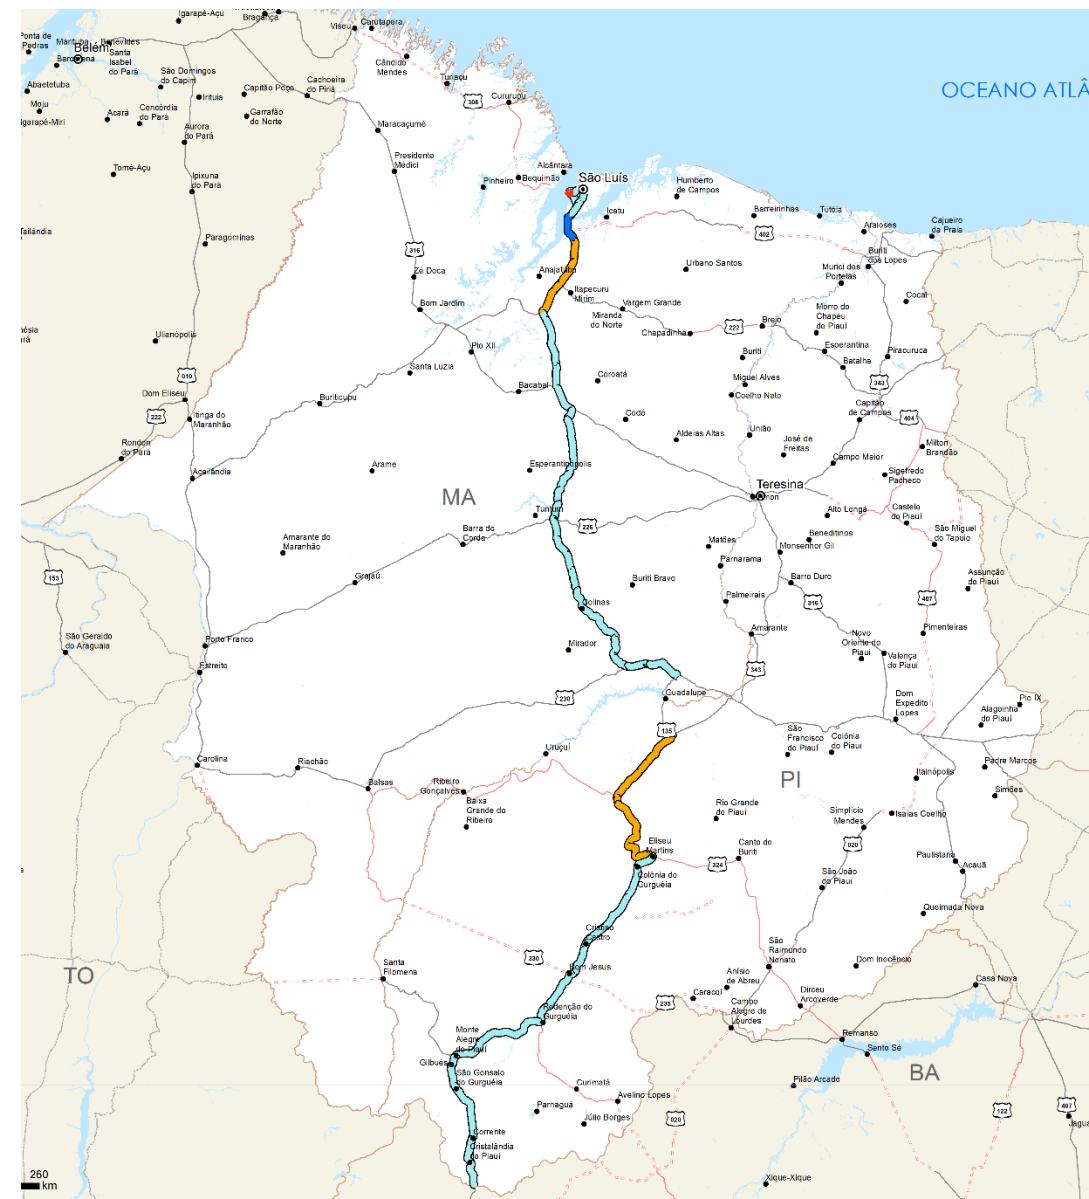 Igarapé-Açu
Bragança
Viseu
Carutapera
Ponta de
Pedras
Marituba
Benevides
Belém
Barcarena
Santa
Isabel
do Pará
São Domingos
do Capim
Cândido
Mendes
Turiaçu
Cachoeira
do Piriá
OCEANO ATLÂ
Abaetetuba
Irituia
Capitão Poço
308
Cururupu
Moju
Acará
Concórdia
do Pará
Garrafão
do Norte
Igarapé-Miri
Aurora
do Pará
Maracaçumé
Presidente
Médici
Alcântara
Tomé-Açu
Ipixuna
do Pará
Pinheiro
Bequimão
São Luís
Humberto
de Campos
Icatu
Barreirinhas
Tutóia
Araioses
Cajueiro
da Praia
Tailândia
Paragominas
316
402
Buriti
dos Lopes
Zé Doca
Anajatuba
Urbano Santos
Murici dos
Portelas
Itapecuru
Mirim
Bom Jardim
Vargem Grande
Cocal
Miranda
do Norte
Morro do
Chapéu
do Piauí
Ulianópolis
Chapadinha
222
Brejo
Pio XII
Esperantina
Buriti
Batalha
Piracuruca
010
Santa Luzia
Coroatá
Miguel Alves
343
Dom Eliseu
Bacabal
Coelho Neto
Buriticupu
Capitão
de Campos
222
Itinga do
Maranhão
Codó
404
Rondon
do Pará
Aldeias Altas
União
José de
Freitas
Milton
Brandão
Açailândia
Arame
Esperantinópolis
Campo Maior
Sigefredo
Pacheco
MA
Teresina
Timon
Alto Longá
Castelo
do Piauí
Tuntum
226
Barra do
Corda
Beneditinos
São Miguel
do Tapuio
Amarante do
Maranhão
Matões
Monsenhor Gil
Parnarama
153
Grajaú
Buriti Bravo
Barro Duro
Assunção
do Piauí
Palmeirais
316
407
Colinas
São Geraldo
do Araguaia
Porto Franco
Mirador
Amarante
Novo
Oriente do
Piauí
Pimenteiras
Valença
do Piauí
Estreito
343
230
Guadalupe
Dom
Expedito
Lopes
Pio IX
Alagoinha
do Piauí
135
São
Francisco
do Piauí
Colônia
do Piauí
Uruçuí
Carolina
Riachão
Padre Marcos
Balsas
Ribeiro
Gonçalves
PI
Itainópolis
Baixa
Grande do
Ribeiro
Simões
Rio Grande
do Piauí
Simplício
Mendes
Isaías Coelho
Eliseu
Martins
Canto do
Buriti
020
324
Paulistana
Acauã
Colônia do
Gurguéia
São João
do Piauí
Queimada Nova
Cristino
Castro
TO
Santa
Filomena
330
Bom Jesus
São
Raimundo
Nonato
Dom Inocêncio
Anísio
de Abreu
Casa Nova
Caracol
Dirceu
Arcoverde
235
Redenção do
Gurguéia
Campo
Alegre de
Lourdes
Monte
Alegre
do Piauí
Remanso
Gilbués
Sento Sé
São Gonsalo
do Gurguéia
BA
Curimatá
Pilão Arcado
Avelino Lopes
Parnaguá
Júlio Borges
020
122
407
Jagua
Corrente
Cristalândia
do Piauí
260
km
Xique-Xique